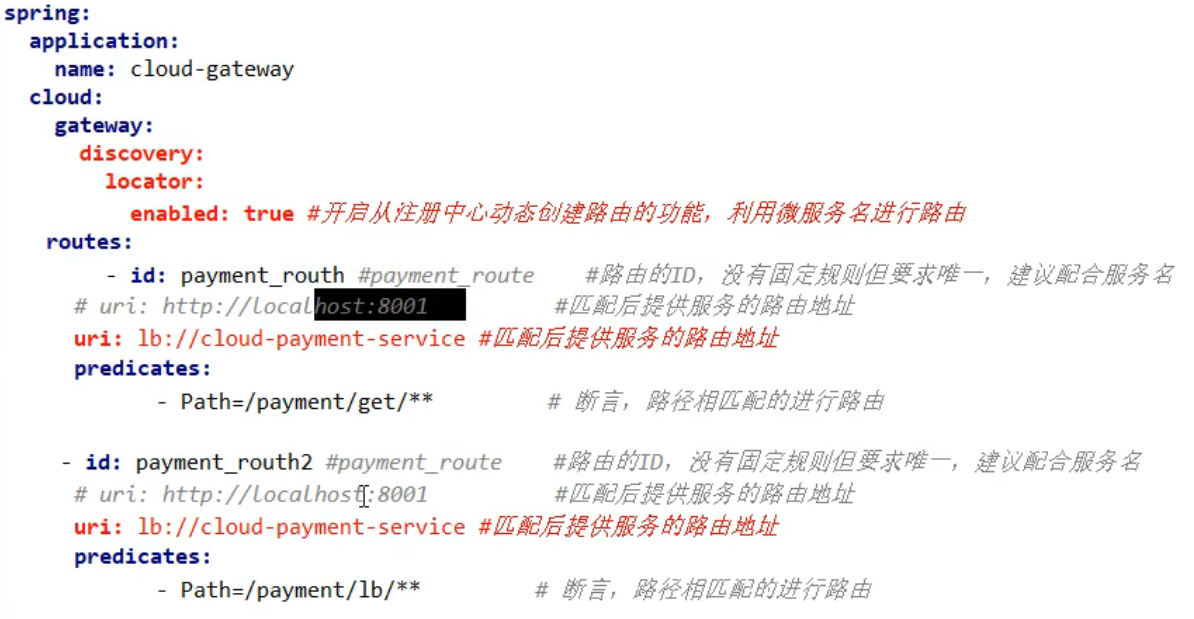 spring:
application:
name: cloud-gateway
cloud:
gateway:
discovery:
locator:
enabled: true #开启从注册中心动态创建路由的功能，利用微服务名进行路由
routes:
- id: payment_routh #payment_route #路由的ID，没有固定规则但要求唯一，建议配合服务名
# uri: http://localhost:8001 #匹配后提供服务的路由地址
uri: lb://cloud-payment-service #匹配后提供服务的路由地址
predicates:
- Path=/payment/get/** # 断言，路径相匹配的进行路由
- id: payment_routh2 #payment_route #路由的ID，没有固定规则但要求唯一，建议配合服务名
# uri: http://localhost:8001 #匹配后提供服务的路由地址
uri: lb://cloud-payment-service #匹配后提供服务的路由地址
predicates:
- Path=/payment/lb/** # 断言，路径相匹配的进行路由